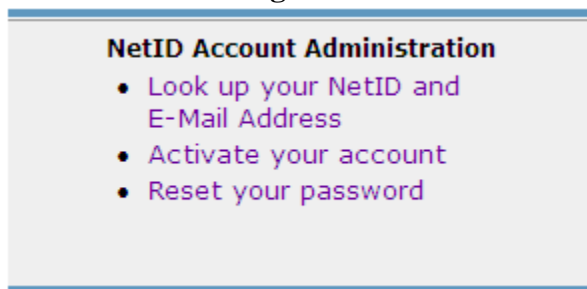 NetID Account Administration
• Look up your NetID and
E-Mail Address
• Activate your account
• Reset your password